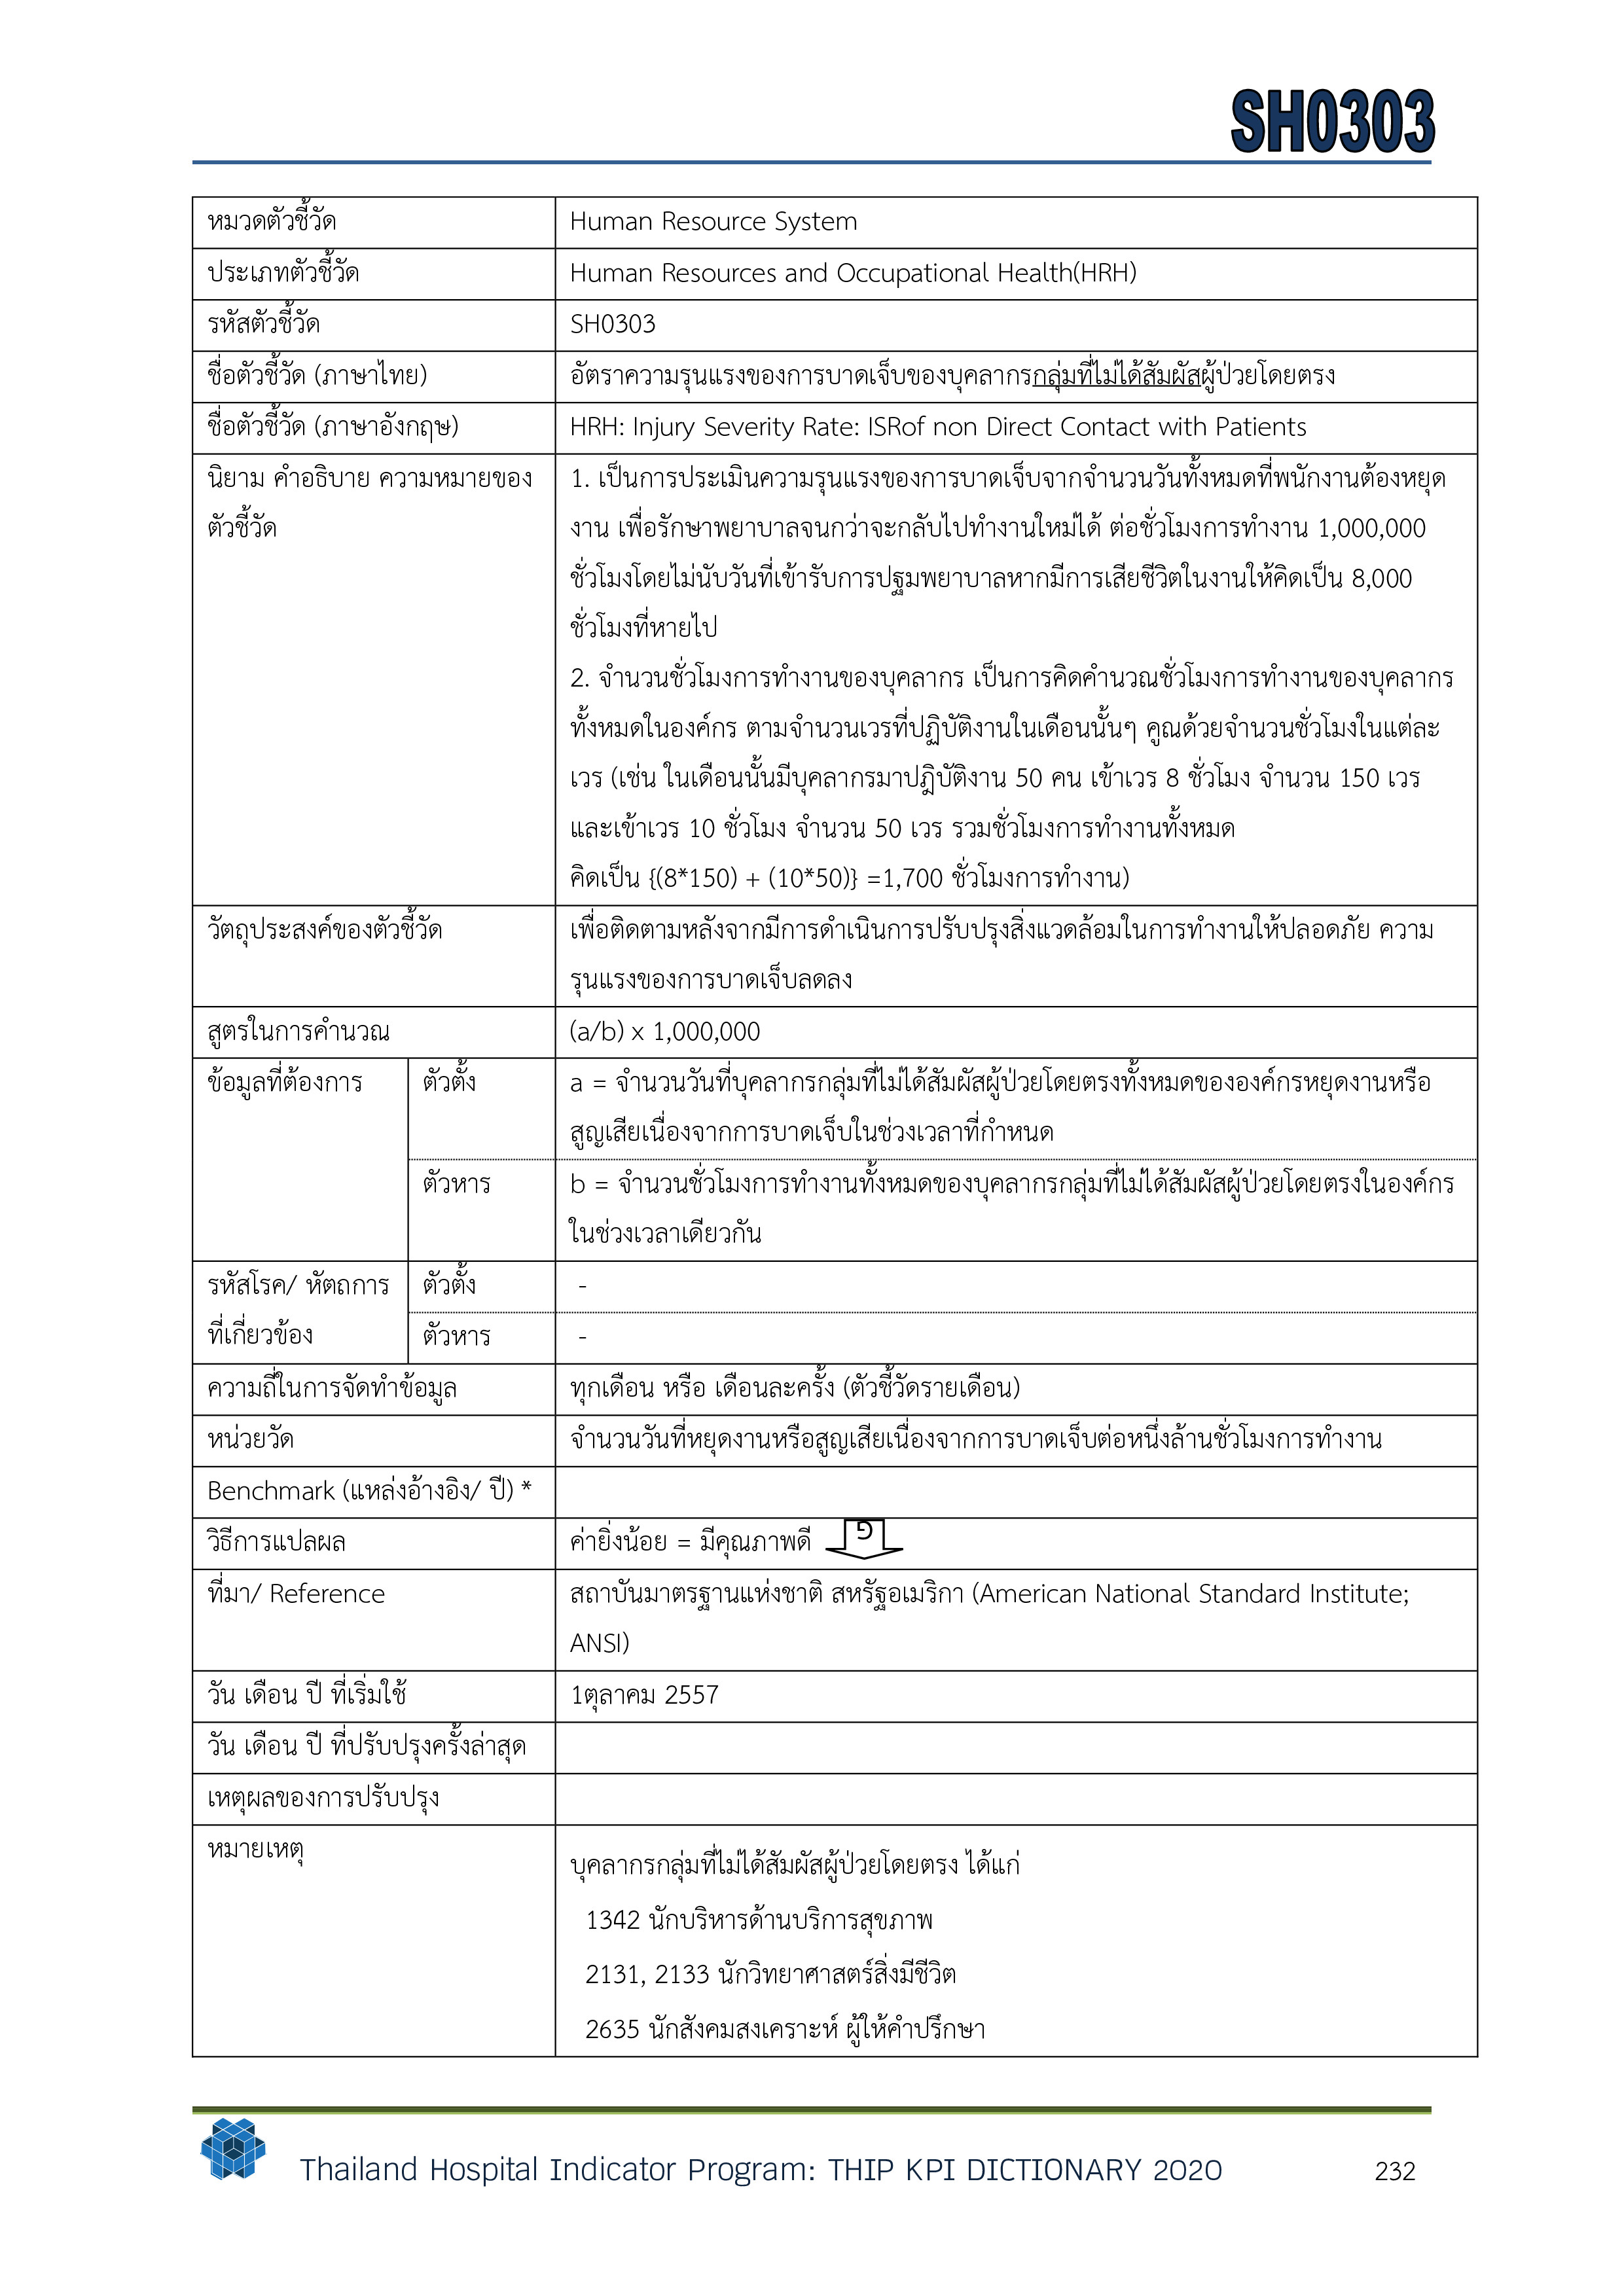 SH0303
หมวดตัวชี้วัด Human Resource System
ประเภทตัวชี้วัด Human Resources and Occupational Health(HRH)
รหัสตัวชี้วัด SH0303
ชื่อตัวชี้วัด (ภาษาไทย) อัตราความรุนแรงของการบาดเจ็บของบุคลากรกลุ่มที่ไม่ได้สัมผัสผู้ป่วยโดยตรง
ชื่อตัวชี้วัด (ภาษาอังกฤษ) HRH: Injury Severity Rate: ISRof non Direct Contact with Patients
นิยาม คำอธิบาย ความหมายของ
ตัวชี้วัด
1. เป็นการประเมินความรุนแรงของการบาดเจ็บจากจำนวนวันทั้งหมดที่พนักงานต้องหยุด
งาน เพื่อรักษาพยาบาลจนกว่าจะกลับไปทำงานใหม่ได้ ต่อชั่วโมงการทำงาน 1,000,000
ชั่วโมงโดยไม่นับวันที่เข้ารับการปฐมพยาบาลหากมีการเสียชีวิตในงานให้คิดเป็น 8,000
ชั่วโมงที่หายไป
2. จำนวนชั่วโมงการทำงานของบุคลากร เป็นการคิดคำนวณชั่วโมงการทำงานของบุคลากร
ทั้งหมดในองค์กร ตามจำนวนเวรที่ปฏิบัติงานในเดือนนั้นๆ คูณด้วยจำนวนชั่วโมงในแต่ละ
เวร (เช่น ในเดือนนั้นมีบุคลากรมาปฎิบัติงาน 50 คน เข้าเวร 8 ชั่วโมง จำนวน 150 เวร
และเข้าเวร 10 ชั่วโมง จำนวน 50 เวร รวมชั่วโมงการทำงานทั้งหมด
คิดเป็น {(8*150) + (10*50)} =1,700 ชั่วโมงการทำงาน)
วัตถุประสงค์ของตัวชี้วัด
เพื่อติดตามหลังจากมีการดำเนินการปรับปรุงสิ่งแวดล้อมในการทำงานให้ปลอดภัย ความ
รุนแรงของการบาดเจ็บลดลง
สูตรในการคำนวณ (a/b) x 1,000,000
ข้อมูลที่ต้องการ ตัวตั้ง a = จำนวนวันที่บุคลากรกลุ่มที่ไม่ได้สัมผัสผู้ป่วยโดยตรงทั้งหมดขององค์กรหยุดงานหรือ
สูญเสียเนื่องจากการบาดเจ็บในช่วงเวลาที่กำหนด
ตัวหาร b = จำนวนชั่วโมงการทำงานทั้งหมดของบุคลากรกลุ่มที่ไม่ได้สัมผัสผู้ป่วยโดยตรงในองค์กร
ในช่วงเวลาเดียวกัน
รหัสโรค/ หัตถการ
ที่เกี่ยวข้อง
ตัวตั้ง -
ตัวหาร -
ความถี่ในการจัดทำข้อมูล ทุกเดือน หรือ เดือนละครั้ง (ตัวชี้วัดรายเดือน)
หน่วยวัด จำนวนวันที่หยุดงานหรือสูญเสียเนื่องจากการบาดเจ็บต่อหนึ่งล้านชั่วโมงการทำงาน
Benchmark (แหล่งอ้างอิง/ ปี) *
วิธีการแปลผล ค่ายิ่งน้อย = มีคุณภาพดี
ที่มา/ Reference สถาบันมาตรฐานแห่งชาติ สหรัฐอเมริกา (American National Standard Institute;
ANSI)
วัน เดือน ปี ที่เริ่มใช้ 1ตุลาคม 2557
วัน เดือน ปี ที่ปรับปรุงครั้งล่าสุด
เหตุผลของการปรับปรุง
หมายเหตุ
บุคลากรกลุ่มที่ไม่ได้สัมผัสผู้ป่วยโดยตรง ได้แก่
1342 นักบริหารด้านบริการสุขภาพ
2131, 2133 นักวิทยาศาสตร์สิ่งมีชีวิต
2635 นักสังคมสงเคราะห์ ผู้ให้คำปรึกษา
Thailand Hospital Indicator Program: THIP KPI DICTIONARY 2020 232